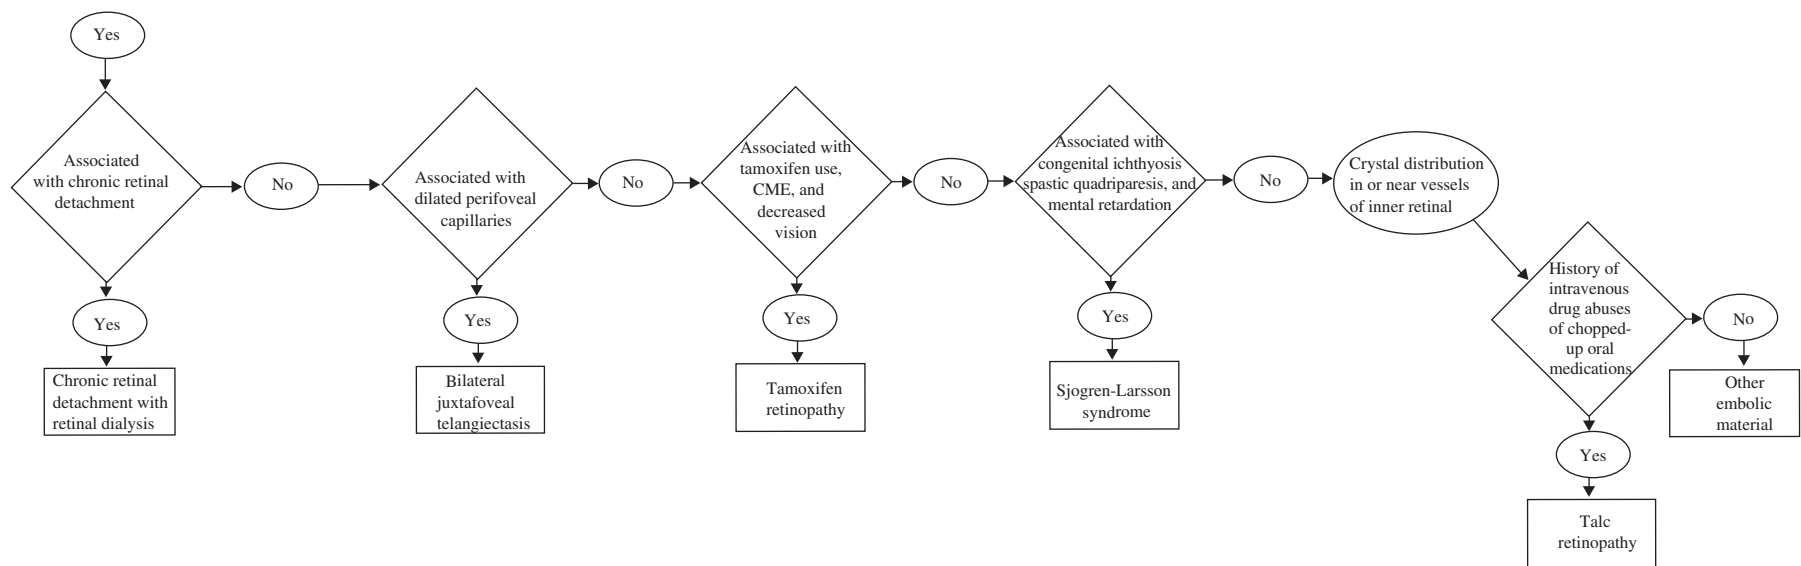 Yes
Associated
with chronic retinal
detachment
No
Associated with
dilated perifoveal
capillaries
No
Associated with
tamoxifen use,
CME, and
decreased
vision
No
Associated with
congenital ichthyosis
spastic quadriparesis, and
mental retardation
No
Crystal distribution
in or near vessels
of inner retinal
History of
intravenous
drug abuses
of chopped-
up oral
medications
No
Yes
Yes
Yes
Yes
Chronic retinal
detachment with
retinal dialysis
Bilateral
juxtafoveal
telangiectasis
Tamoxifen
retinopathy
Sjogren-Larsson
syndrome
Other
embolic
material
Yes
Talc
retinopathy